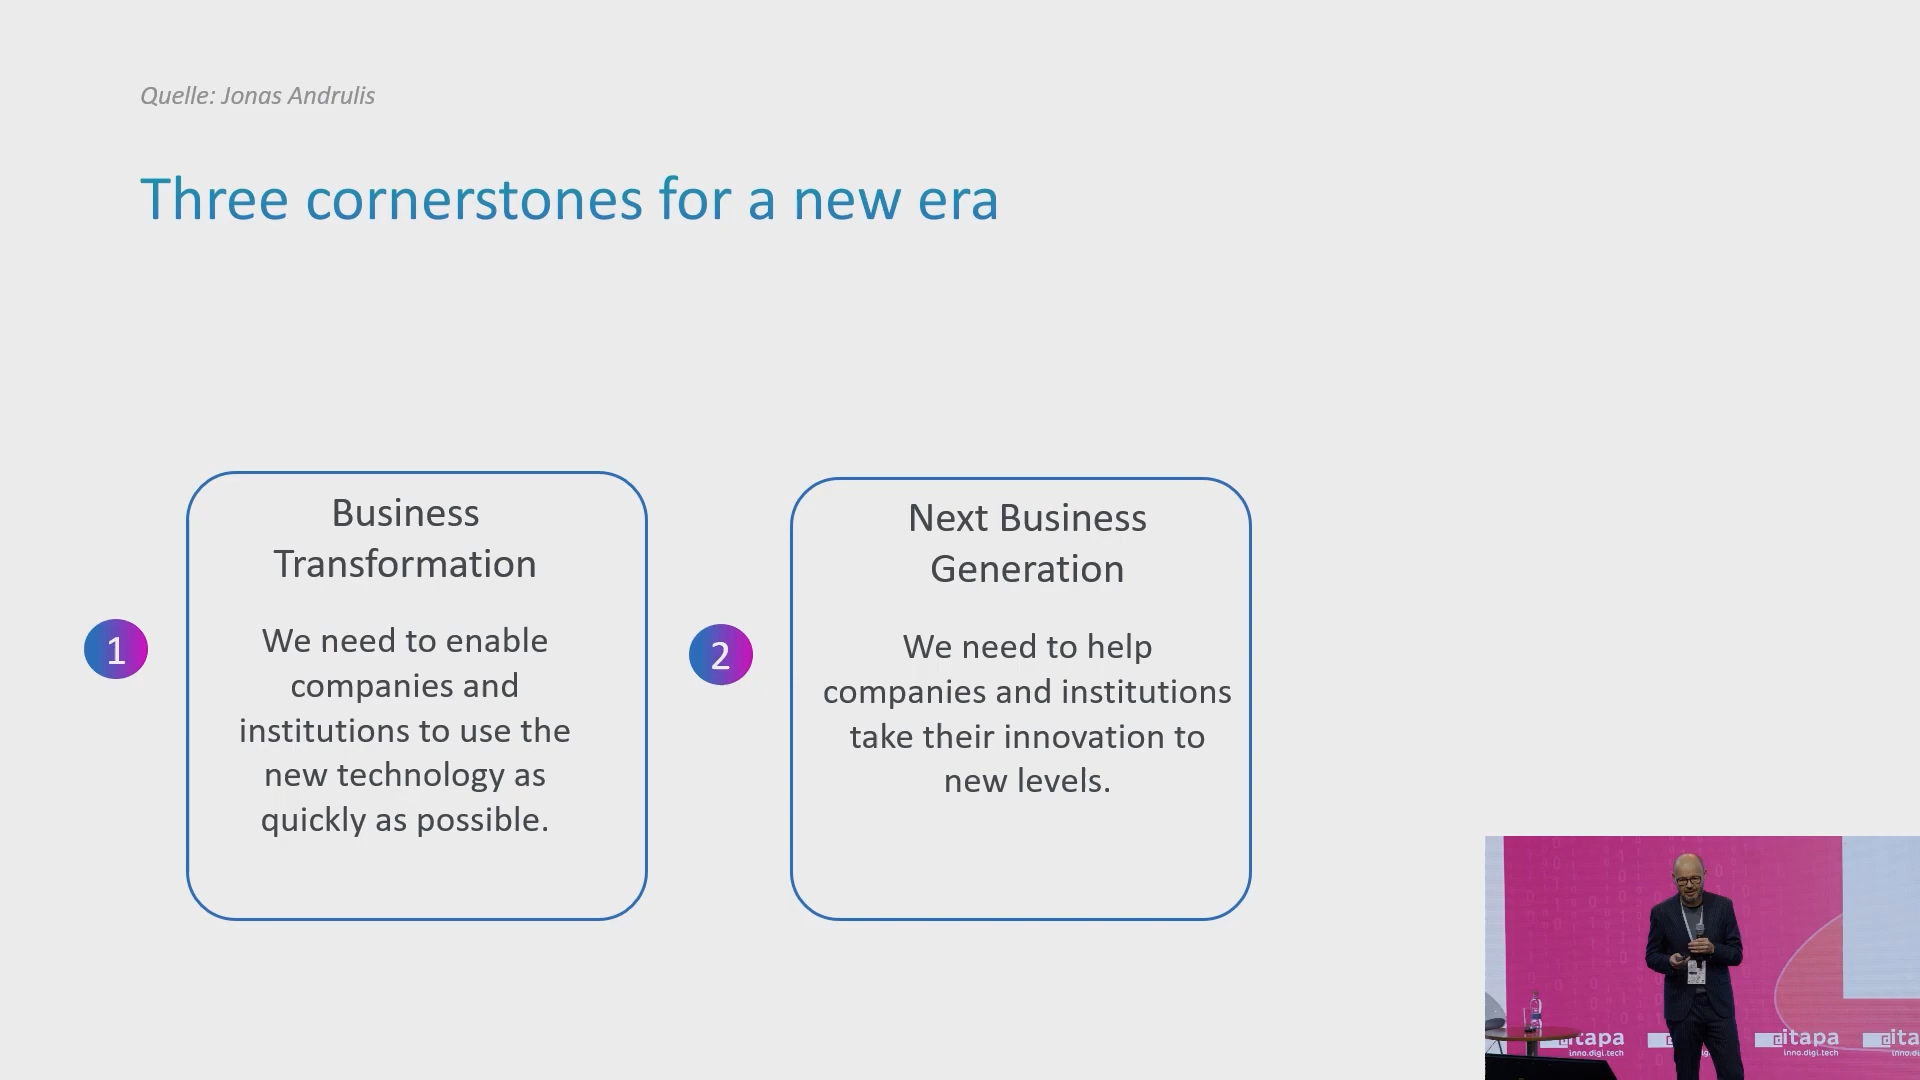 Quelle: Jonas Andrulis
Three cornerstones for a new era
1
Business
Transformation
We need to enable
companies and
institutions to use the
new technology as
quickly as possible.
2
Next Business
Generation
We need to help
companies and institutions
take their innovation to
new levels.
itapa
inno.digi.tech
itapa
inno.digi.tech